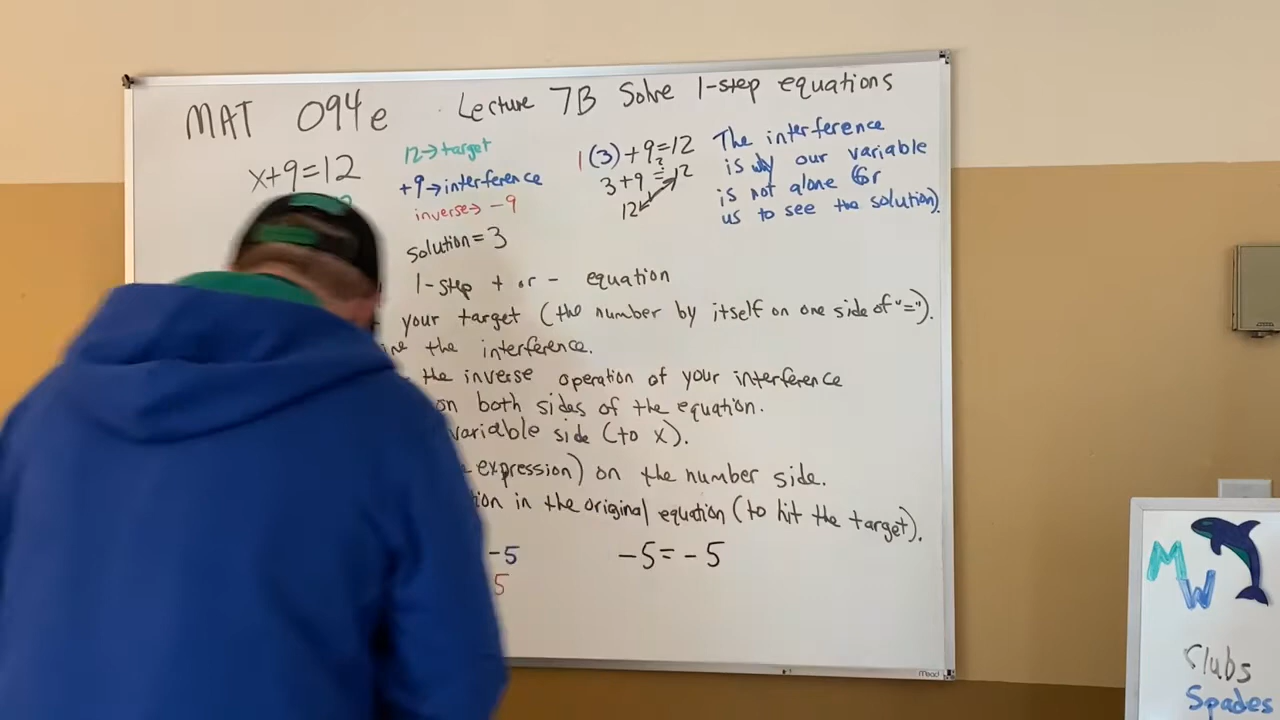 MAT 094e Lecture 7B Solve 1-step equations
x+9=12
12→target
+9→interference
inverse→ -9
solution=3
1(3)+9=12
3+9 ?= 12
12
The interference
is why our variable
is not alone (for
us to see the solution).
1-step + or - equation
your target (the number by itself on one side of "=").
the interference.
the inverse operation of your interference
on both sides of the equation.
variable side (to x).
expression) on the number side.
in the original equation (to hit the target).
-5
5
-5=-5
MW
Clubs
Spades
Mead